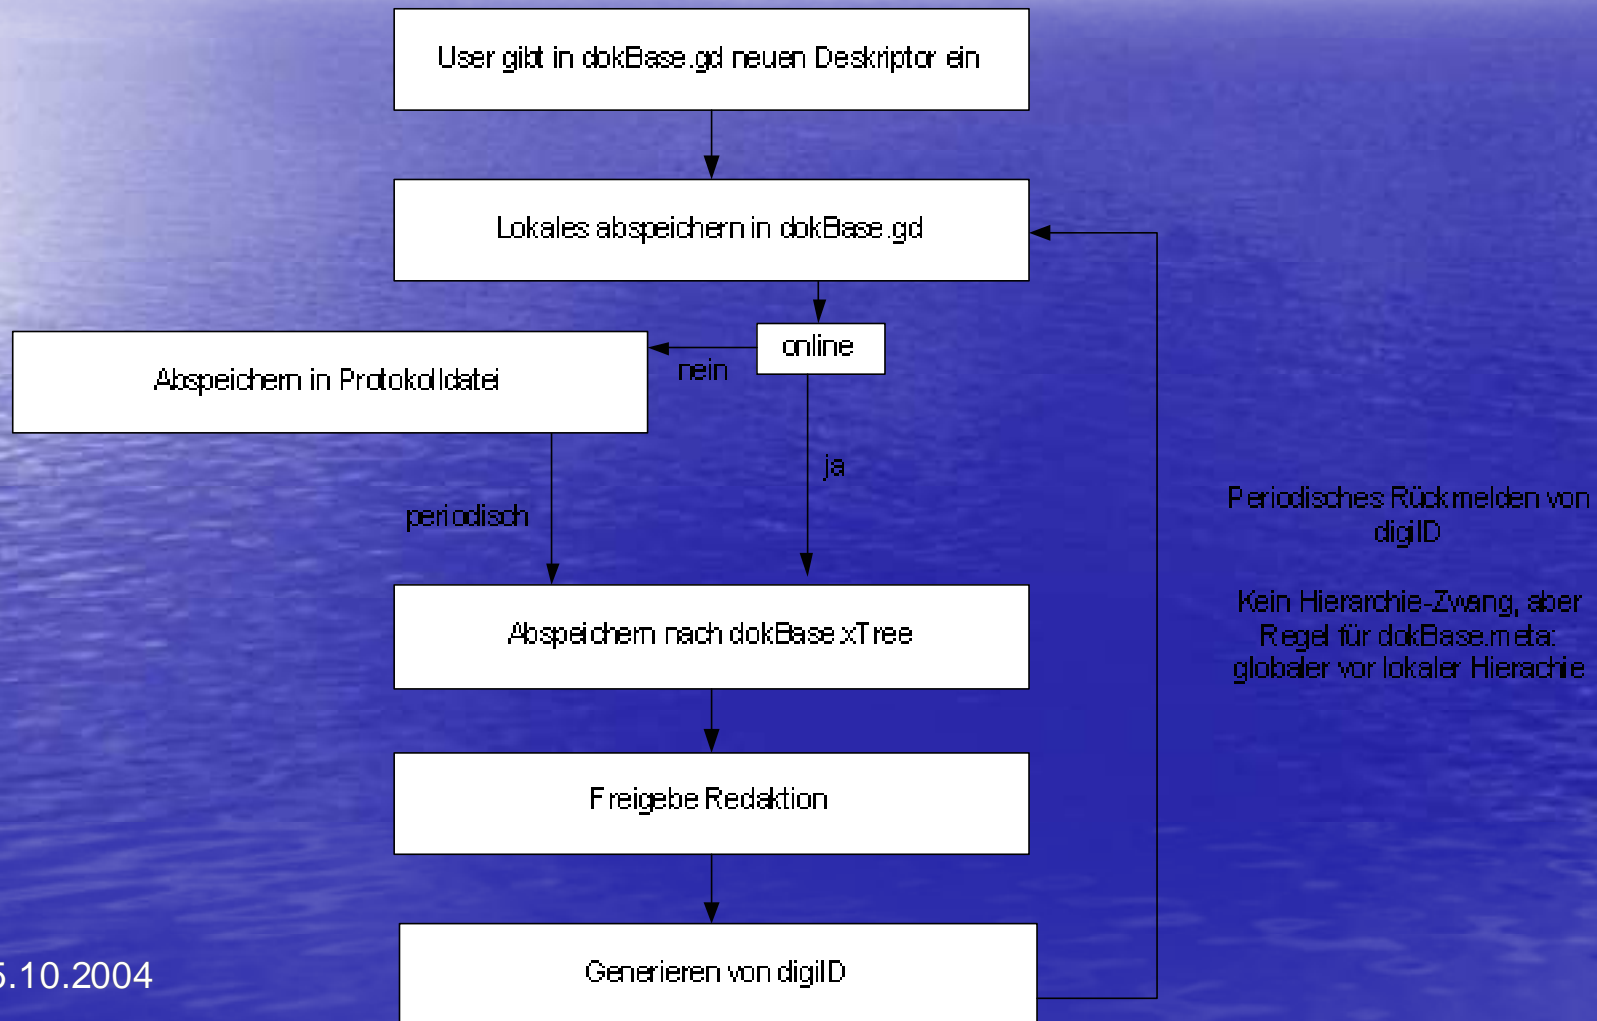 User gibt in dokBase.gd neuen Deskriptor ein
Lokales abspeichern in dokBase.gd
online
nein
Abspeichern in Protokolldatei
ja
periodisch
Periodisches Rückmelden von
digiID
Kein Hierarchie-Zwang, aber
Regel für dokBase.meta:
globaler vor lokaler Hierachie
Abspeichern nach dokBase.xTree
Freigebe Redaktion
Generieren von digiID
5.10.2004